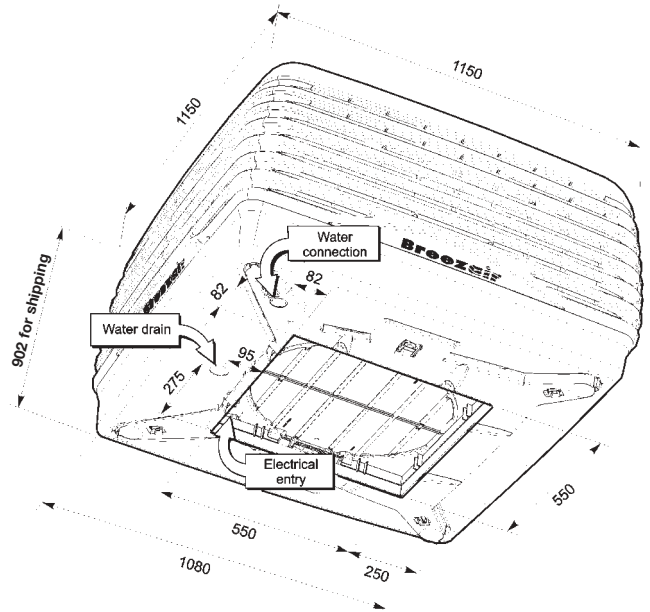 1150
1150
902 for shipping
Water
connection
Breezair
Breezair
82
82
Water drain
95
275
Electrical
entry
550
550
250
1080